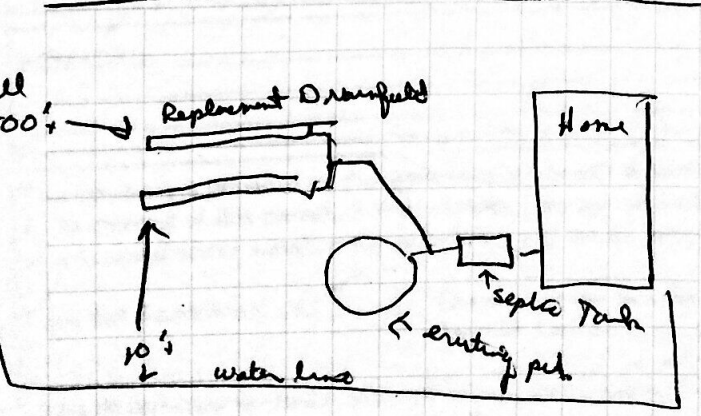 Replacement Drainfield
Home
00'+
septic Tank
existing pit
10'+
water line